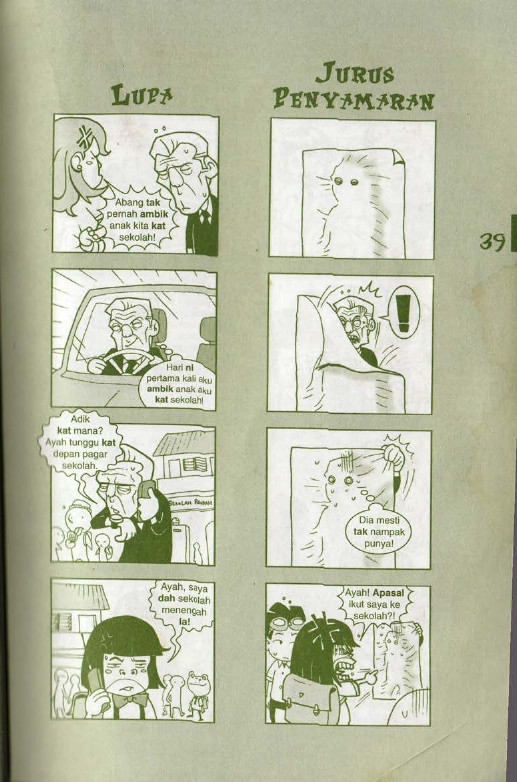 LUPA
Abang tak
pernah ambik
anak kita kat
sekolah!
Hari ni
pertama kali aku
ambik anak aku
kat sekolah!
Adik
kat mana?
Ayah tunggu kat
depan pagar
sekolah.
SEKOLAH RENDAH
Ayah, saya
dah sekolah
menengah
la!
JURUS
PENYAMARAN
!
Dia mesti
tak nampak
punya!
Ayah! Apasal
ikut saya ke
sekolah?!
39